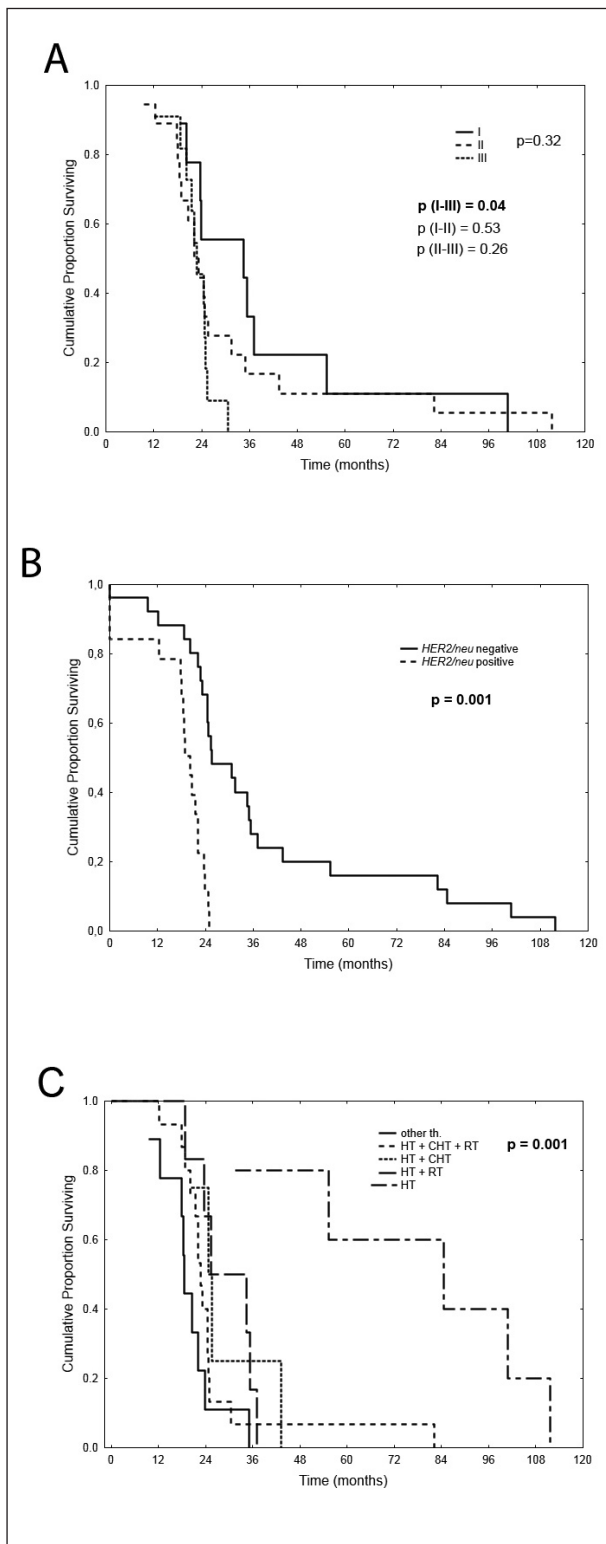 A
Cumulative Proportion Surviving
1.0
0.8
0.6
0.4
0.2
0.0
I
II
III
p=0.32
p (I-III) = 0.04
p (I-II) = 0.53
p (II-III) = 0.26
0 12 24 36 48 60 72 84 96 108 120
Time (months)
B
Cumulative Proportion Surviving
1,0
0,8
0,6
0,4
0,2
0,0
HER2/neu negative
HER2/neu positive
p = 0.001
0 12 24 36 48 60 72 84 96 108 120
Time (months)
C
Cumulative Proportion Surviving
1.0
0.8
0.6
0.4
0.2
0.0
other th.
HT + CHT + RT
HT + CHT
HT + RT
HT
p = 0.001
0 12 24 36 48 60 72 84 96 108 120
Time (months)